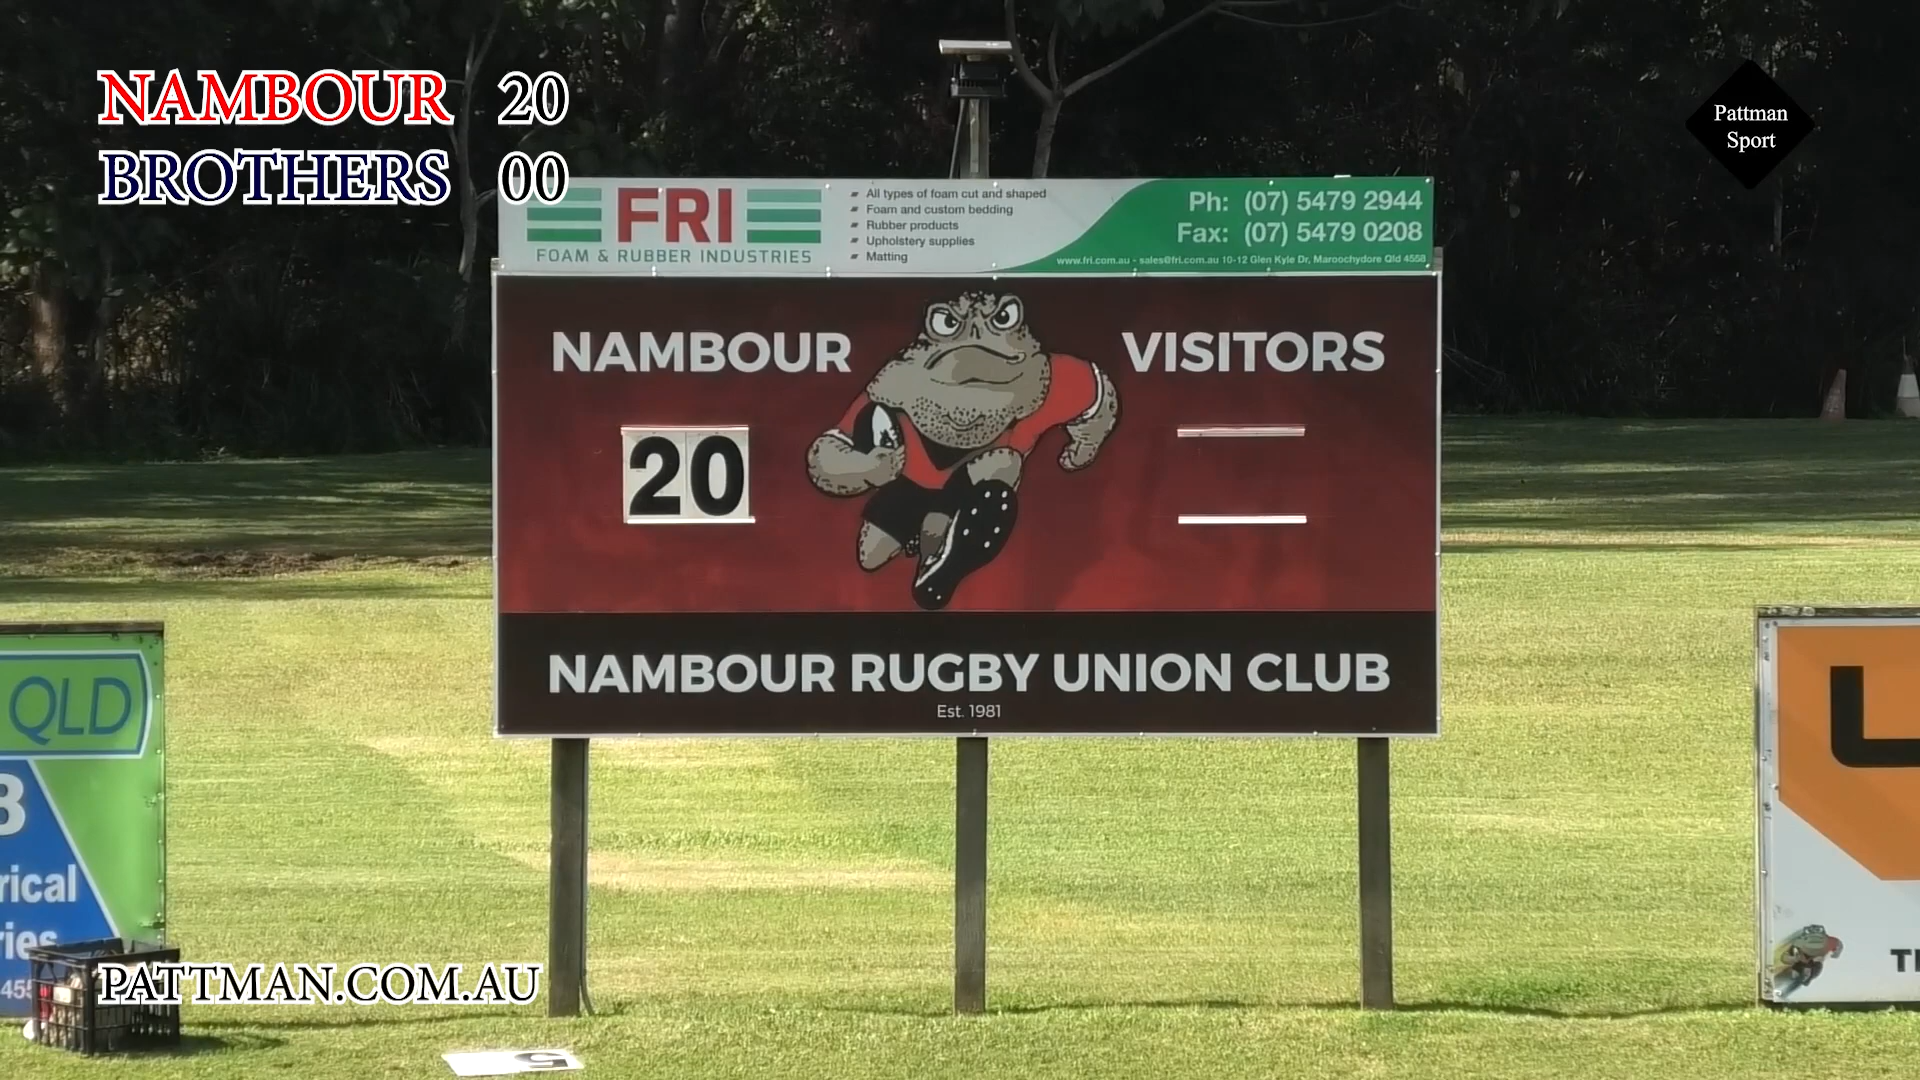 NAMBOUR 20
BROTHERS 00
Pattman
Sport
FRI
FOAM & RUBBER INDUSTRIES
All types of foam cut and shaped
Foam and custom bedding
Rubber products
Upholstery supplies
Matting
Ph: (07) 5479 2944
Fax: (07) 5479 0208
www.fri.com.au - sales@fri.com.au 10-12 Glen Kyle Dr, Maroochydore Qld 4558
NAMBOUR VISITORS
20
NAMBOUR RUGBY UNION CLUB
Est. 1981
QLD
B
rical
ries
455
PATTMAN.COM.AU
5